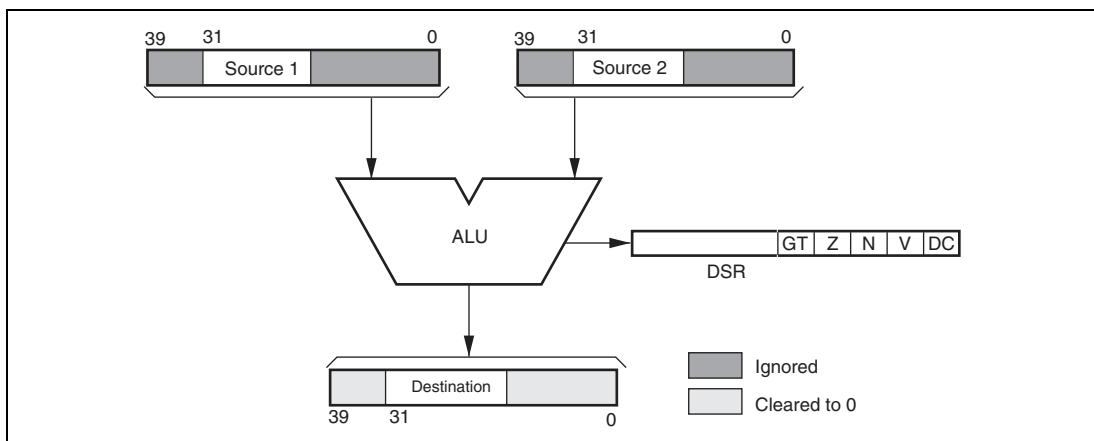 39 31 0
Source 1
39 31 0
Source 2
ALU
GT Z N V DC
DSR
Destination
39 31 0
Ignored
Cleared to 0